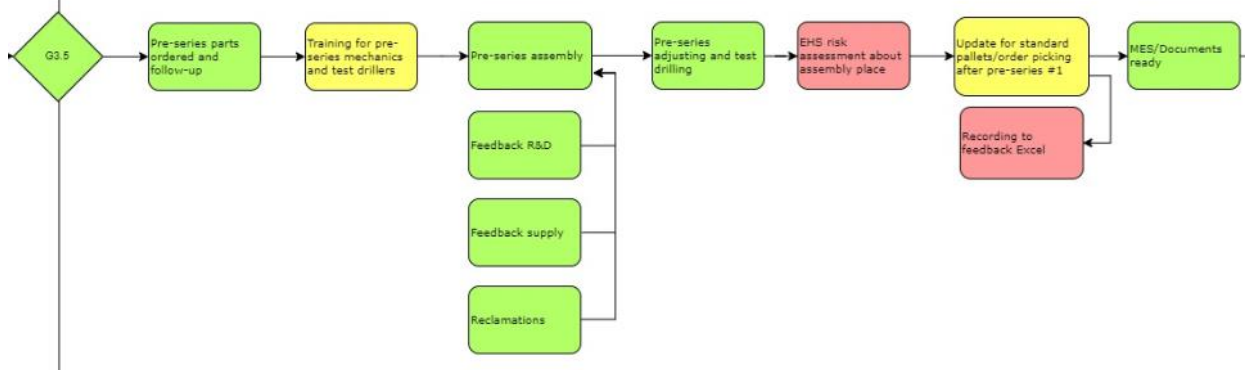 G3.5
Pre-series parts
ordered and
follow-up
Training for pre-
series mechanics
and test drillers
Pre-series assembly
Pre-series
adjusting and test
drilling
EHS risk
assessment about
assembly place
Update for standard
pallets/order picking
after pre-series #1
MES/Documents
ready
Feedback R&D
Recording to
feedback Excel
Feedback supply
Reclamations